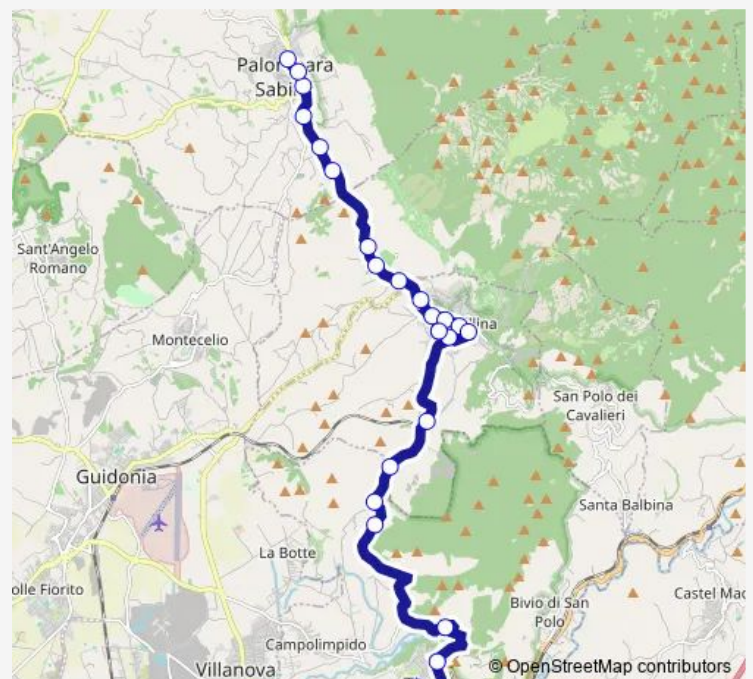 Palombara
Sabina
Sant'Angelo
Romano
Montecelio
San Polo dei
Cavalieri
Guidonia
Santa Balbina
La Botte
Castel Mad
olle Fiorito
Bivio di San
Polo
Campolimpido
Villanova
© OpenStreetMap contributors